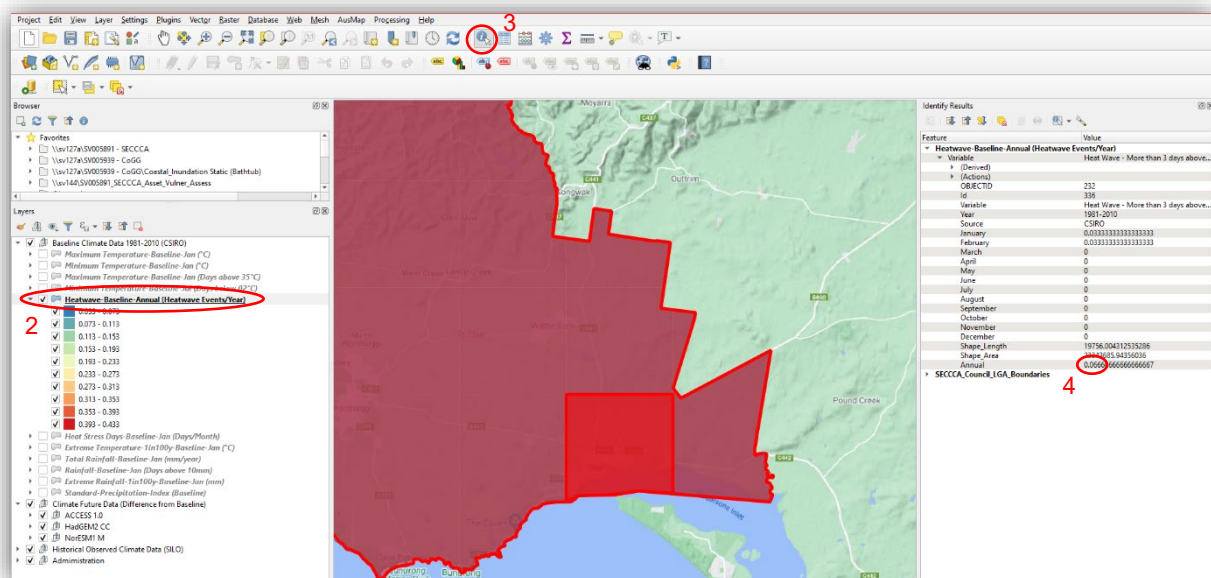 Project Edit View Layer Settings Plugins Vector Raster Database Web Mesh AusMap Processing Help
3
Browser
Favorites
\\sv127a\SV005891 - SECCCA
\\sv127a\SV005939 - CoGG
\\sv127a\SV005939 - CoGG\Coastal_Inundation Static (Bathtub)
\\sv144\SV005891_SECCCA_Asset_Vulner_Assess
Layers
Baseline Climate Data 1981-2010 (CSIRO)
Maximum Temperature-Baseline-Jan (°C)
Minimum Temperature-Baseline-Jan (°C)
Maximum Temperature-Baseline-Jan (Days above 35°C)
Minimum Temperature-Baseline-Jan (Days below 02°C)
Heatwave-Baseline-Annual (Heatwave Events/Year)
2
0.073 - 0.113
0.113 - 0.153
0.153 - 0.193
0.193 - 0.233
0.233 - 0.273
0.273 - 0.313
0.313 - 0.353
0.353 - 0.393
0.393 - 0.433
Heat Stress Days-Baseline-Jan (Days/Month)
Extreme Temperature-1in100y-Baseline-Jan (°C)
Total Rainfall-Baseline-Jan (mm/year)
Rainfall-Baseline-Jan (Days above 10mm)
Extreme Rainfall-1in100y-Baseline-Jan (mm)
Standard-Precipitation-Index (Baseline)
Climate Future Data (Difference from Baseline)
ACCESS 1.0
HadGEM2 CC
NorESM1 M
Historical Observed Climate Data (SILO)
Admimistration
Moyarra
Outtrim
Pound Creek
Identify Results
Feature Value
Heatwave-Baseline-Annual (Heatwave Events/Year)
Variable Heat Wave - More than 3 days above...
(Derived)
(Actions)
OBJECTID 232
Id 336
Variable Heat Wave - More than 3 days above...
Year 1981-2010
Source CSIRO
January 0.03333333333333333
February 0.03333333333333333
March 0
April 0
May 0
June 0
July 0
August 0
September 0
October 0
November 0
December 0
Shape_Length 19756.004312535286
Shape_Area
Annual 0.06666666666666667
SECCCA_Council_LGA_Boundaries
4